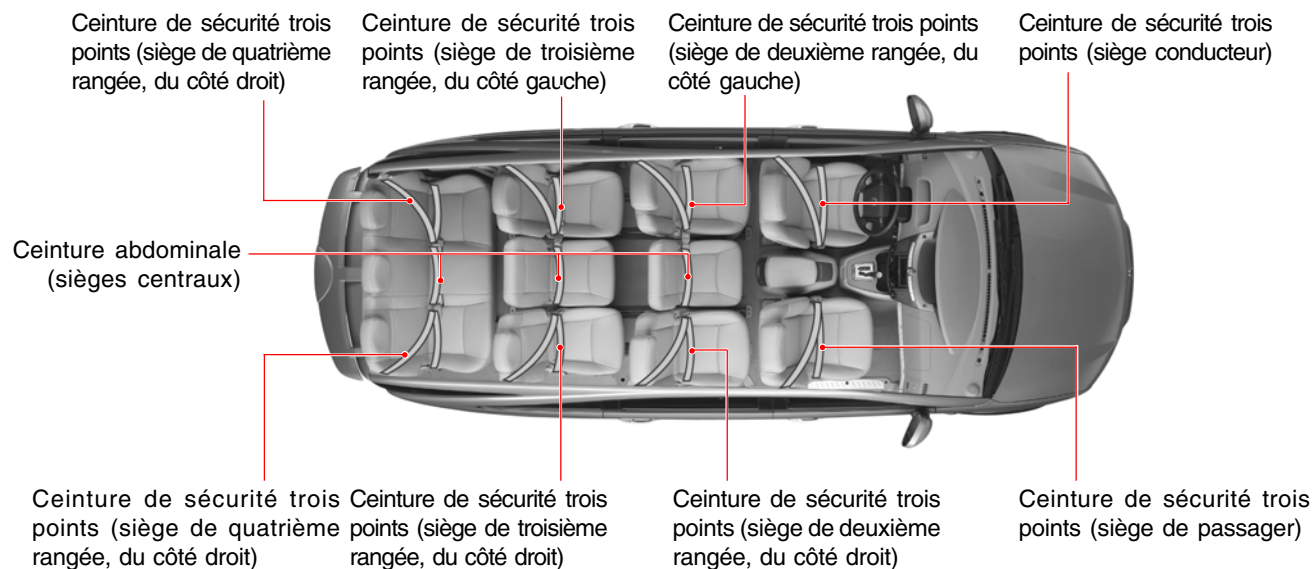 Ceinture de sécurité trois
points (siège de quatrième
rangée, du côté droit)
Ceinture de sécurité trois
points (siège de troisième
rangée, du côté gauche)
Ceinture de sécurité trois points
(siège de deuxième rangée, du
côté gauche)
Ceinture de sécurité trois
points (siège conducteur)
Ceinture abdominale
(sièges centraux)
Ceinture de sécurité trois
points (siège de quatrième
rangée, du côté droit)
Ceinture de sécurité trois
points (siège de troisième
rangée, du côté droit)
Ceinture de sécurité trois
points (siège de deuxième
rangée, du côté droit)
Ceinture de sécurité trois
points (siège de passager)